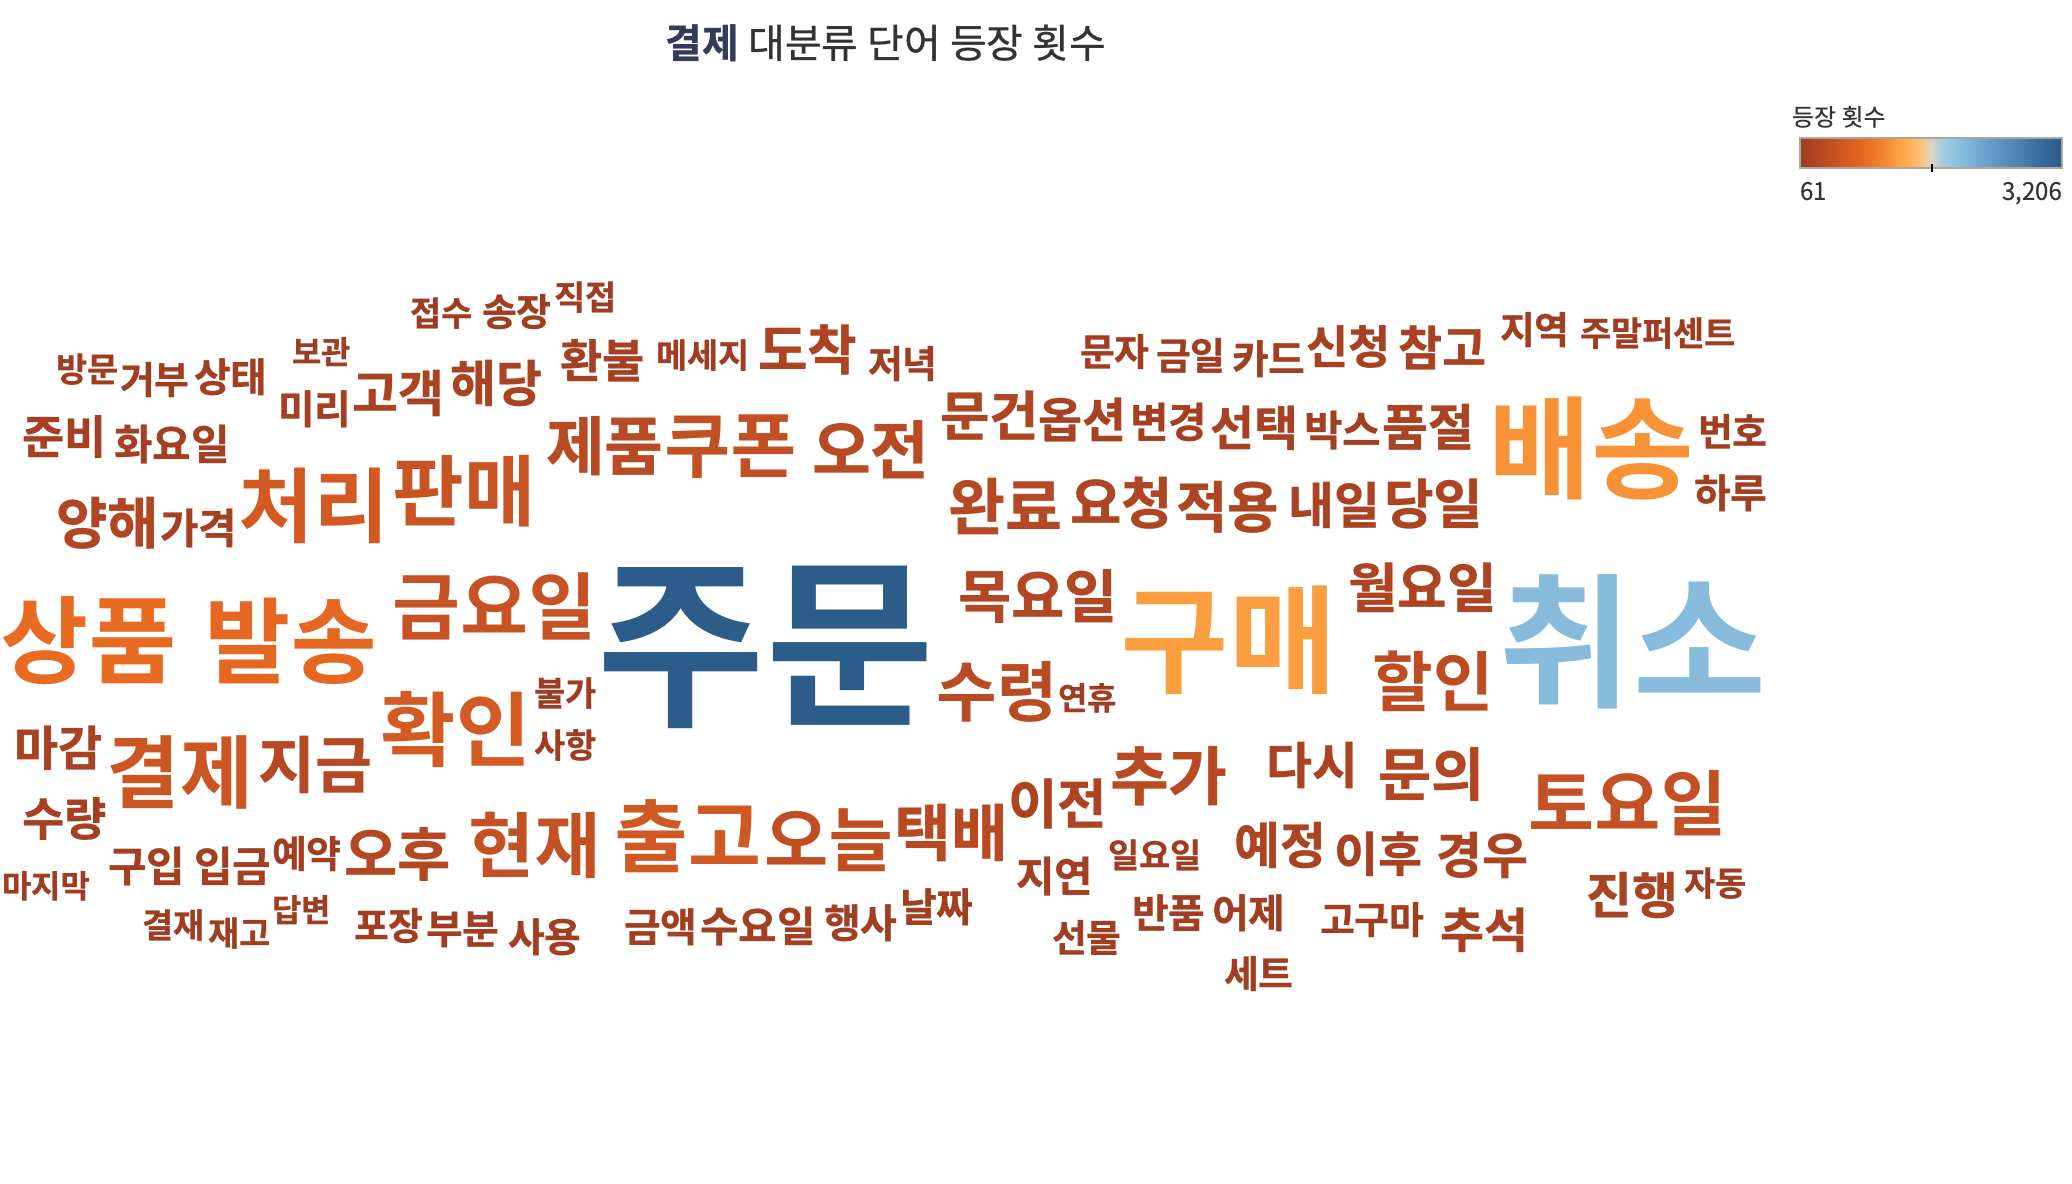 결제 대분류 단어 등장 횟수
등장 횟수
61 3,206
접수 송장 직접
방문 거부 상태 보관 미리 고객 해당 환불 메세지 도착 저녁
문자 금일 카드 신청 참고 지역 주말 퍼센트
준비 화요일 제품 쿠폰 오전 문건 옵션 변경 선택 박스 품절 배송 번호
양해 가격 처리 판매 완료 요청 적용 내일 당일 하루
상품 발송 금요일 주문 목요일 구매 월요일 취소
확인 불가 수령 연휴 할인
마감 결제 지금 사항 이전 추가 다시 문의 토요일
수량 오후 현재 출고 오늘 택배 예정 이후 경우
마지막 구입 입금 예약 지연 일요일 진행 자동
결재 재고 답변 포장 부분 사용 금액 수요일 행사 날짜 선물 반품 어제 고구마 추석
세트